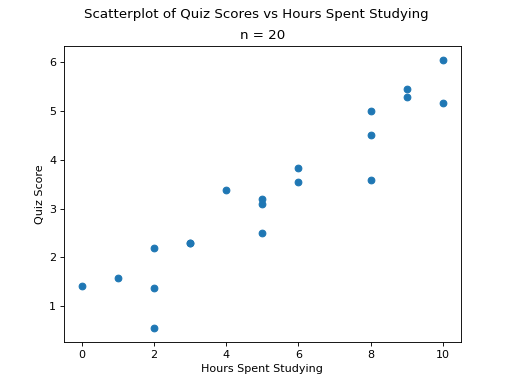 Scatterplot of Quiz Scores vs Hours Spent Studying
n = 20
6
5
4
3
2
1
Quiz Score
0 2 4 6 8 10
Hours Spent Studying